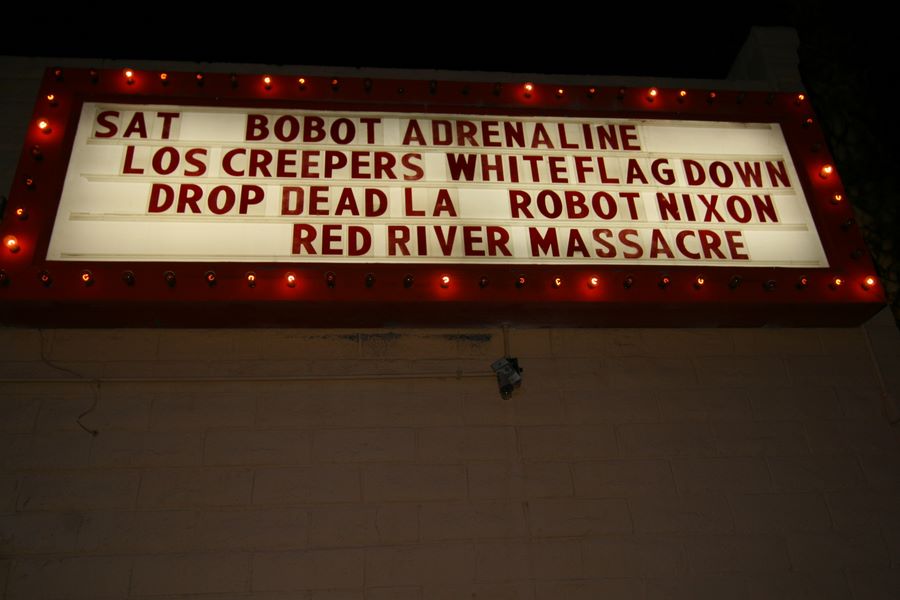 SAT BOBOT ADRENALINE
LOS CREEPERS WHITEFLAGDOWN
DROP DEAD LA ROBOT NIXON
RED RIVER MASSACRE